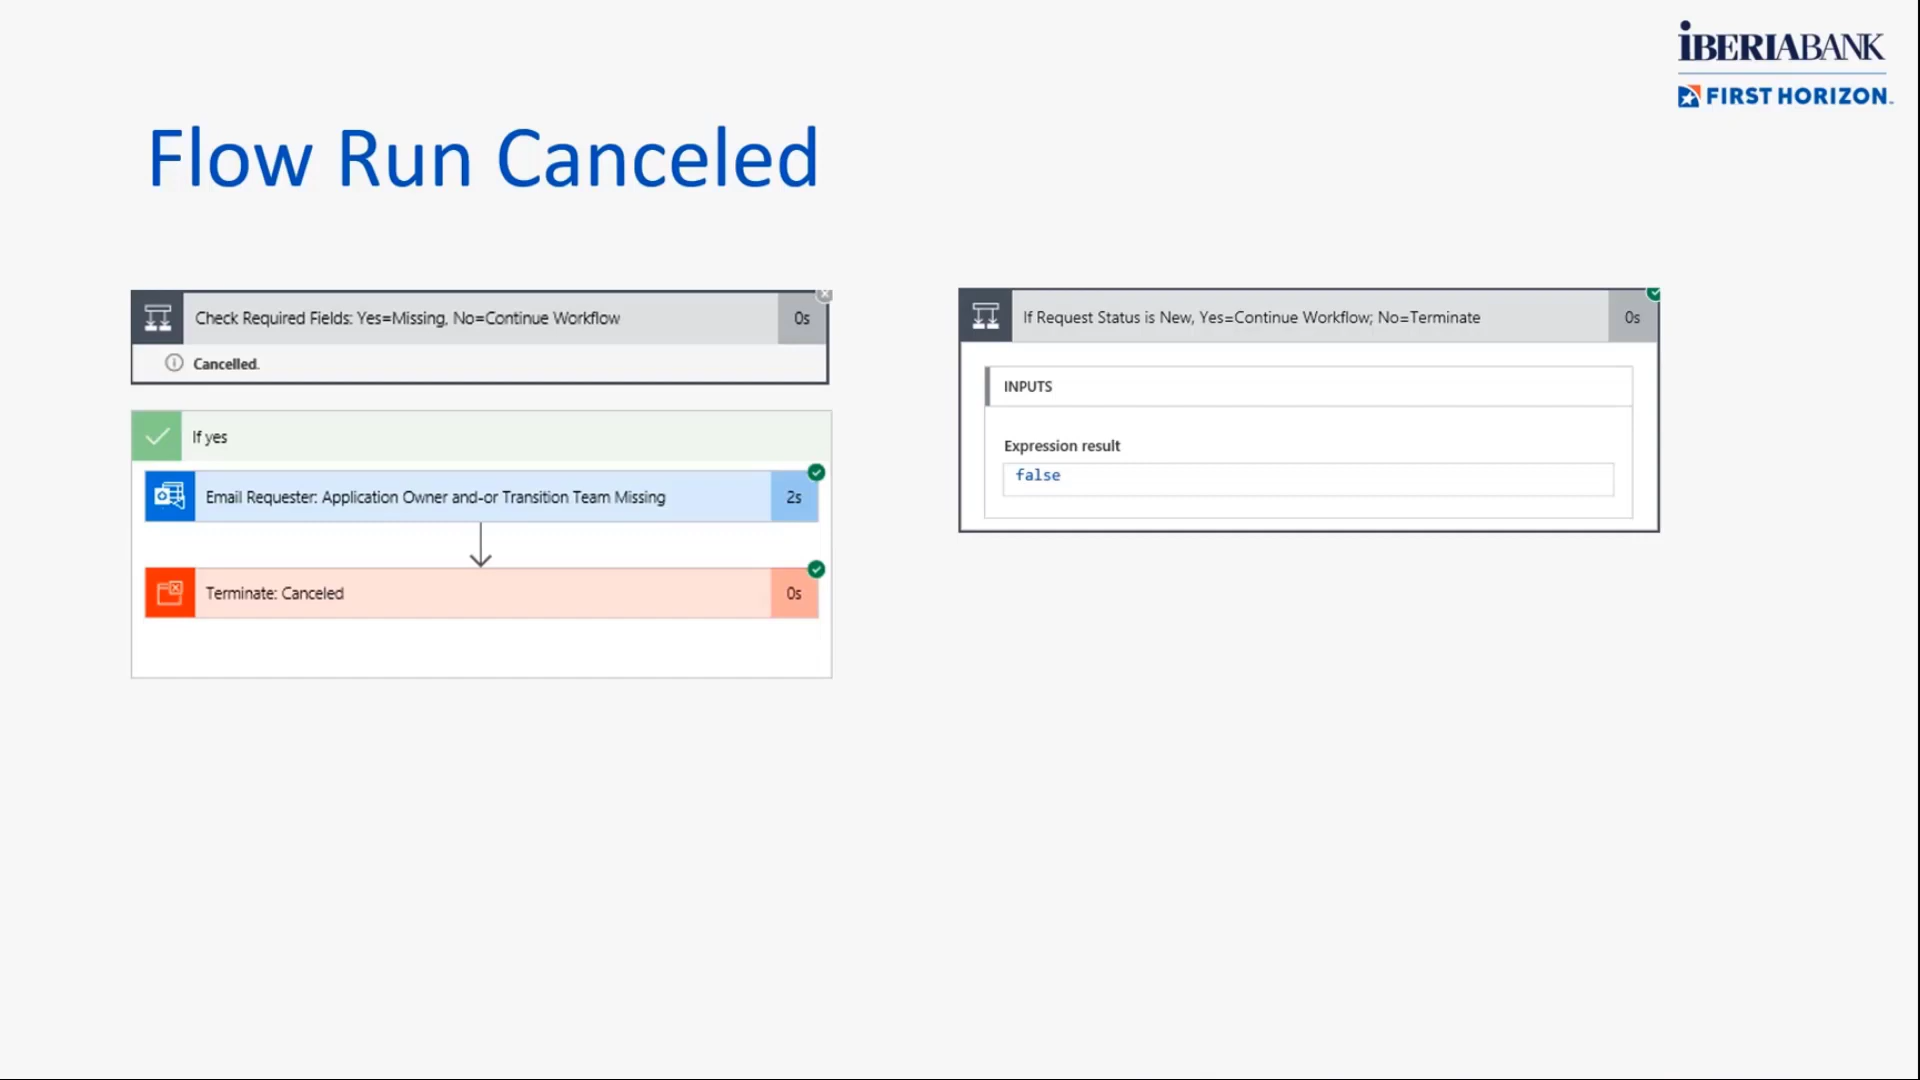 iBERIABANK
FIRST HORIZON™
Flow Run Canceled
Check Required Fields: Yes=Missing, No=Continue Workflow
0s
Cancelled.
If yes
Email Requester: Application Owner and-or Transition Team Missing
2s
Terminate: Canceled
0s
If Request Status is New, Yes=Continue Workflow; No=Terminate
0s
INPUTS
Expression result
false